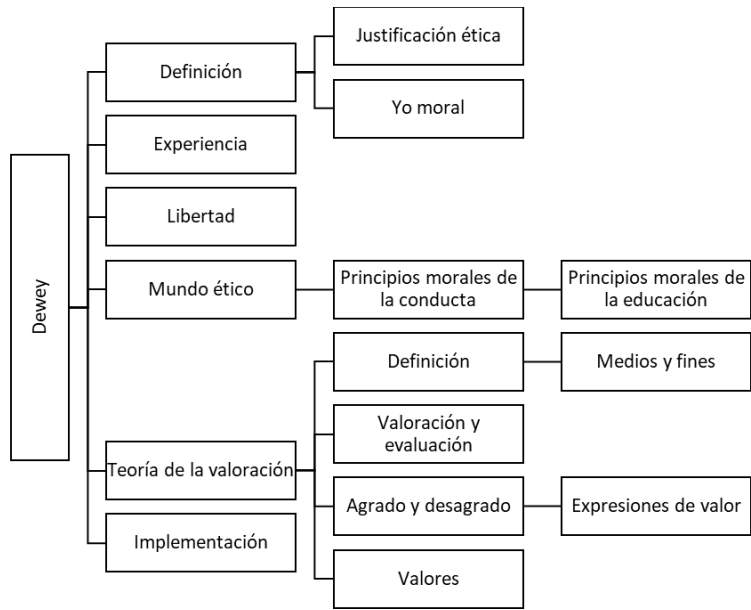 Dewey
Definición
Justificación ética
Yo moral
Experiencia
Libertad
Mundo ético
Principios morales de
la conducta
Principios morales de
la educación
Teoría de la valoración
Definición
Medios y fines
Valoración y
evaluación
Agrado y desagrado
Expresiones de valor
Valores
Implementación